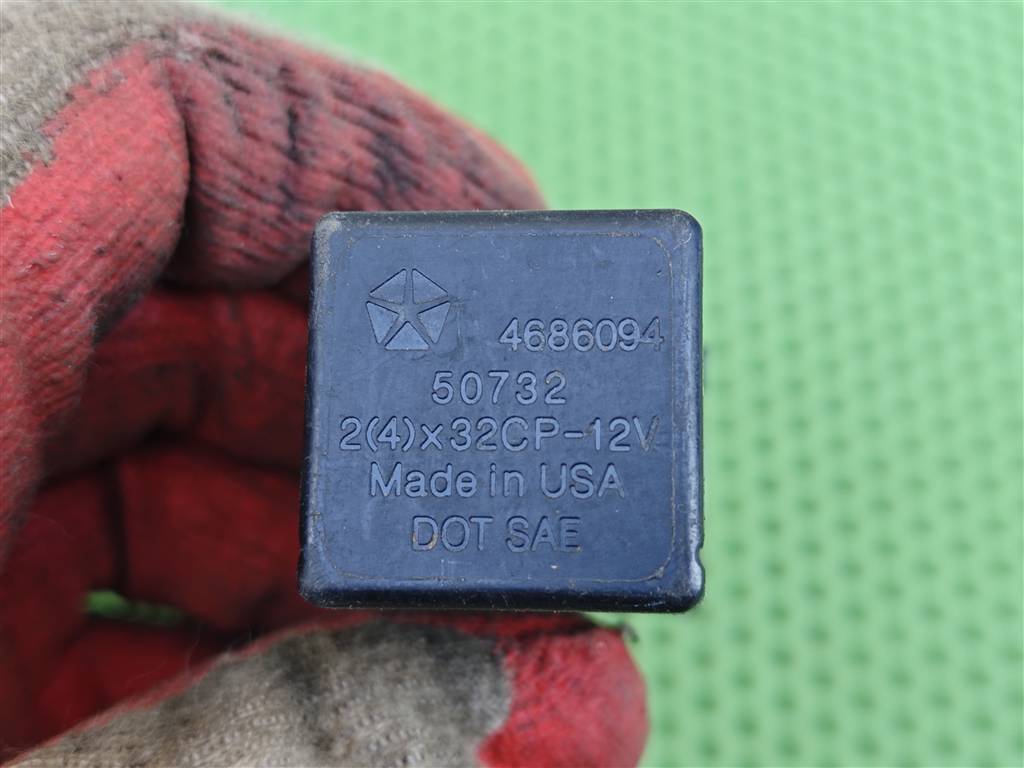 4686094
50732
2(4)x32CP-12V
Made in USA
DOT SAE